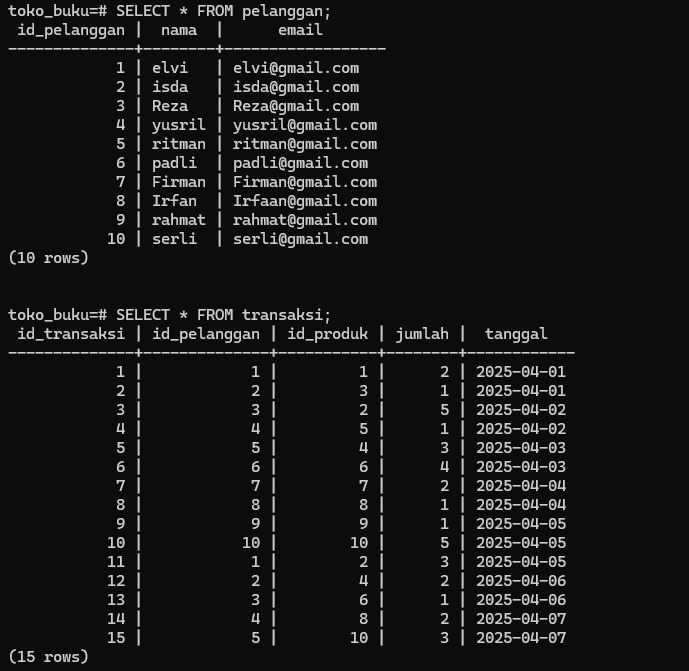 toko_buku=# SELECT * FROM pelanggan;
 id_pelanggan |  nama  |      email
--------------+--------+------------------
            1 | elvi   | elvi@gmail.com
            2 | isda   | isda@gmail.com
            3 | Reza   | Reza@gmail.com
            4 | yusril | yusril@gmail.com
            5 | ritman | ritman@gmail.com
            6 | padli  | padli@gmail.com
            7 | Firman | Firman@gmail.com
            8 | Irfan  | Irfaan@gmail.com
            9 | rahmat | rahmat@gmail.com
           10 | serli  | serli@gmail.com
(10 rows)

toko_buku=# SELECT * FROM transaksi;
 id_transaksi | id_pelanggan | id_produk | jumlah |  tanggal
--------------+--------------+-----------+--------+------------
            1 |            1 |         1 |      2 | 2025-04-01
            2 |            2 |         3 |      1 | 2025-04-01
            3 |            3 |         2 |      5 | 2025-04-02
            4 |            4 |         5 |      1 | 2025-04-02
            5 |            5 |         4 |      3 | 2025-04-03
            6 |            6 |         6 |      4 | 2025-04-03
            7 |            7 |         7 |      2 | 2025-04-04
            8 |            8 |         8 |      1 | 2025-04-04
            9 |            9 |         9 |      1 | 2025-04-05
           10 |           10 |        10 |      5 | 2025-04-05
           11 |            1 |         2 |      3 | 2025-04-05
           12 |            2 |         4 |      2 | 2025-04-06
           13 |            3 |         6 |      1 | 2025-04-06
           14 |            4 |         8 |      2 | 2025-04-07
           15 |            5 |        10 |      3 | 2025-04-07
(15 rows)